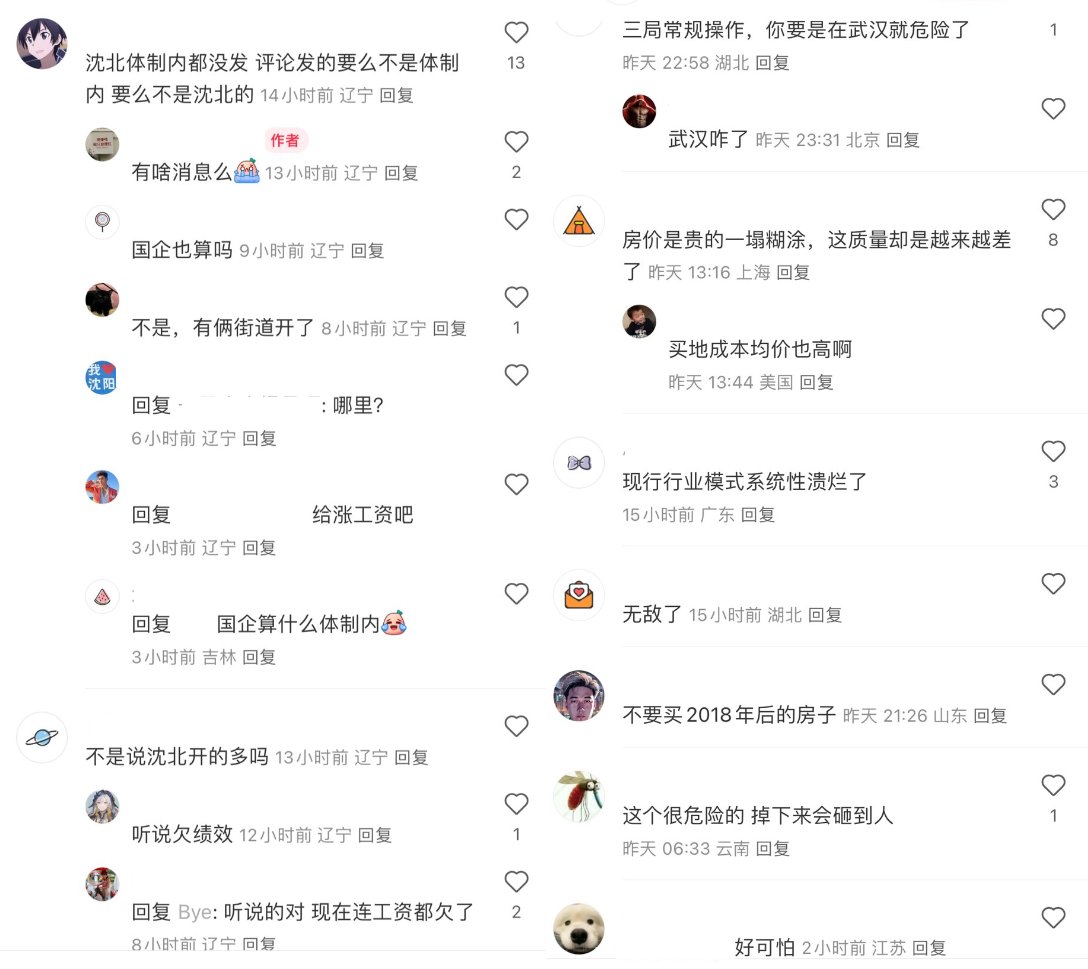 沈北体制内都没发 评论发的要么不是体制
内 要么不是沈北的 14小时前 辽宁 回复
13
作者
有啥消息么 13小时前 辽宁 回复
2
国企也算吗 9小时前 辽宁 回复
不是，有俩街道开了 8小时前 辽宁 回复
1
我
沈阳
回复 : 哪里?
6小时前 辽宁 回复
回复 给涨工资吧
3小时前 辽宁 回复
回复 国企算什么体制内
3小时前 吉林 回复
不是说沈北开的多吗 13小时前 辽宁 回复
听说欠绩效 12小时前 辽宁 回复
1
回复 Bye: 听说的对 现在连工资都欠了
2
8小时前 辽宁 回复
三局常规操作，你要是在武汉就危险了
1
昨天 22:58 湖北 回复
武汉咋了 昨天 23:31 北京 回复
房价是贵的一塌糊涂，这质量却是越来越差
8
了 昨天 13:16 上海 回复
买地成本均价也高啊
昨天 13:44 美国 回复
现行行业模式系统性溃烂了
3
15小时前 广东 回复
无敌了 15小时前 湖北 回复
不要买2018年后的房子 昨天 21:26 山东 回复
这个很危险的 掉下来会砸到人
1
昨天 06:33 云南 回复
好可怕 2小时前 江苏 回复